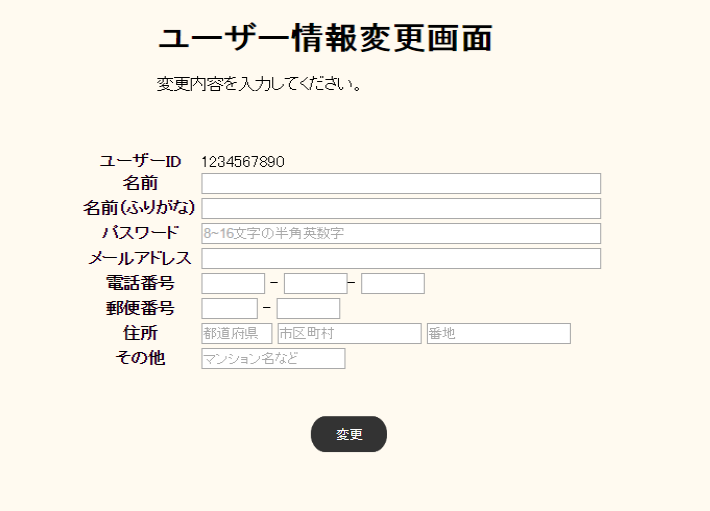 ユーザー情報変更画面
変更内容を入力してください。
ユーザーID 1234567890
名前
名前(ふりがな)
パスワード 8~16文字の半角英数字
メールアドレス
電話番号 - -
郵便番号 -
住所 都道府県 市区町村 番地
その他 マンション名など
変更